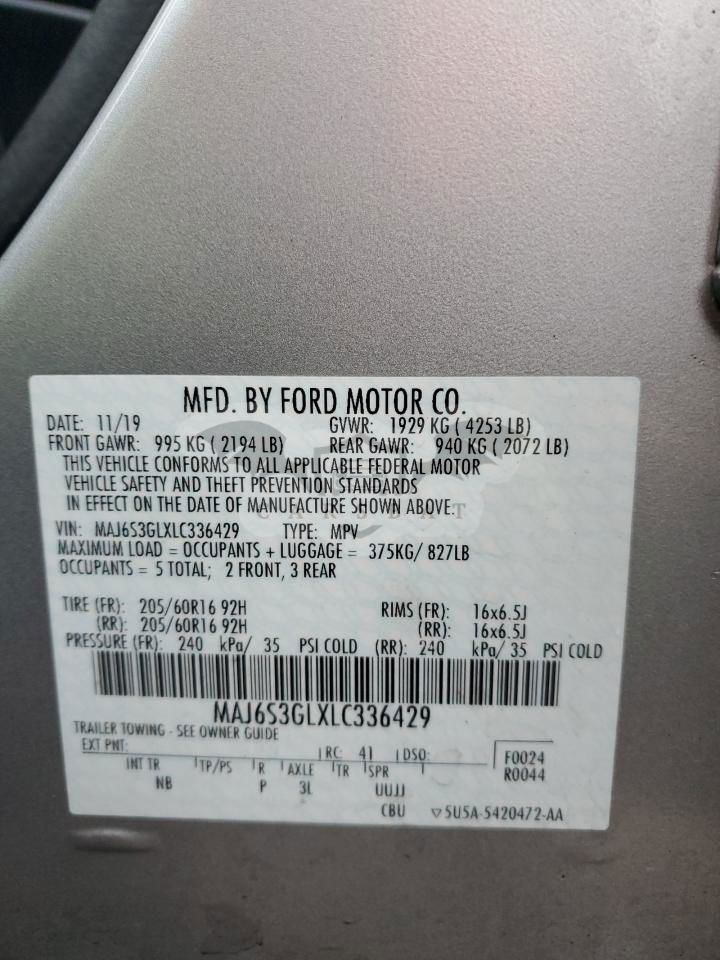 MFD. BY FORD MOTOR CO.
DATE: 11/19 GVWR: 1929 KG ( 4253 LB)
FRONT GAWR: 995 KG ( 2194 LB) REAR GAWR: 940 KG ( 2072 LB)
THIS VEHICLE CONFORMS TO ALL APPLICABLE FEDERAL MOTOR
VEHICLE SAFETY AND THEFT PREVENTION STANDARDS
IN EFFECT ON THE DATE OF MANUFACTURE SHOWN ABOVE.
CARSBAT
VIN: MAJ6S3GLXLC336429 TYPE: MPV
MAXIMUM LOAD = OCCUPANTS + LUGGAGE = 375KG/ 827LB
OCCUPANTS = 5 TOTAL; 2 FRONT, 3 REAR
TIRE (FR): 205/60R16 92H RIMS (FR): 16x6.5J
(RR): 205/60R16 92H (RR): 16x6.5J
PRESSURE (FR): 240 kPa/ 35 PSI COLD (RR): 240 kPa/ 35 PSI COLD
MAJ6S3GLXLC336429
TRAILER TOWING - SEE OWNER GUIDE
EXT PNT: RC: 41 DSO: F0024
INT TR TP/PS R AXLE TR SPR R0044
NB P 3L UUJJ
CBU ▽5U5A-5420472-AA